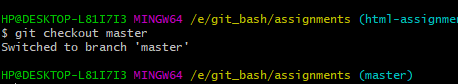 HP@DESKTOP-L81I7I3 MINGW64 /e/git_bash/assignments (html-assignme
$ git checkout master
Switched to branch 'master'
HP@DESKTOP-L81I7I3 MINGW64 /e/git_bash/assignments (master)